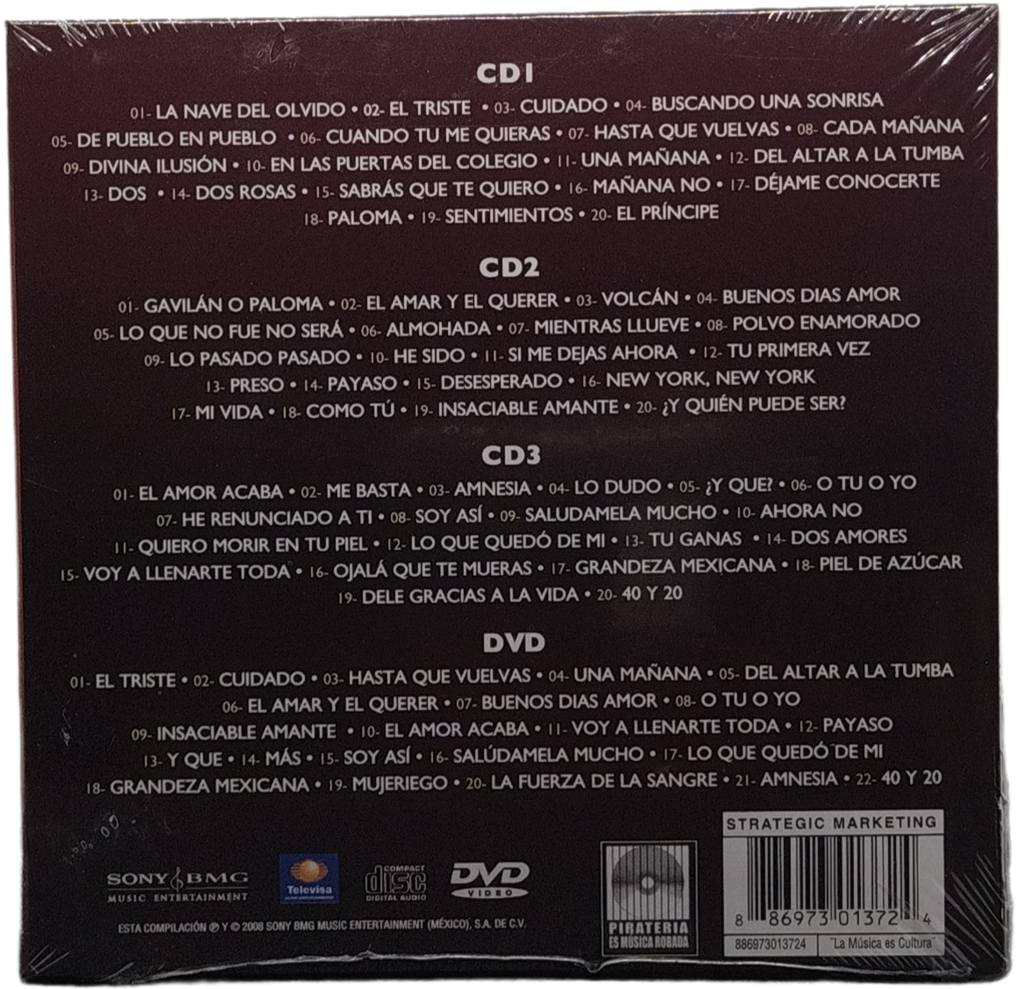 CD1
01- LA NAVE DEL OLVIDO • 02- EL TRISTE • 03- CUIDADO • 04- BUSCANDO UNA SONRISA
05- DE PUEBLO EN PUEBLO • 06- CUANDO TU ME QUIERAS • 07- HASTA QUE VUELVAS • 08- CADA MAÑANA
09- DIVINA ILUSIÓN • 10- EN LAS PUERTAS DEL COLEGIO • 11- UNA MAÑANA • 12- DEL ALTAR A LA TUMBA
13- DOS • 14- DOS ROSAS • 15- SABRÁS QUE TE QUIERO • 16- MAÑANA NO • 17- DÉJAME CONOCERTE
18- PALOMA • 19- SENTIMIENTOS • 20- EL PRÍNCIPE
CD2
01- GAVILÁN O PALOMA • 02- EL AMAR Y EL QUERER • 03- VOLCÁN • 04- BUENOS DIAS AMOR
05- LO QUE NO FUE NO SERÁ • 06- ALMOHADA • 07- MIENTRAS LLUEVE • 08- POLVO ENAMORADO
09- LO PASADO PASADO • 10- HE SIDO • 11- SI ME DEJAS AHORA • 12- TU PRIMERA VEZ
13- PRESO • 14- PAYASO • 15- DESESPERADO • 16- NEW YORK, NEW YORK
17- MI VIDA • 18- COMO TÚ • 19- INSACIABLE AMANTE • 20- ¿Y QUIÉN PUEDE SER?
CD3
01- EL AMOR ACABA • 02- ME BASTA • 03- AMNESIA • 04- LO DUDO • 05- ¿Y QUE? • 06- O TU O YO
07- HE RENUNCIADO A TI • 08- SOY ASÍ • 09- SALUDAMELA MUCHO • 10- AHORA NO
11- QUIERO MORIR EN TU PIEL • 12- LO QUE QUEDÓ DE MI • 13- TU GANAS • 14- DOS AMORES
15- VOY A LLENARTE TODA • 16- OJALÁ QUE TE MUERAS • 17- GRANDEZA MEXICANA • 18- PIEL DE AZÚCAR
19- DELE GRACIAS A LA VIDA • 20- 40 Y 20
DVD
01- EL TRISTE • 02- CUIDADO • 03- HASTA QUE VUELVAS • 04- UNA MAÑANA • 05- DEL ALTAR A LA TUMBA
06- EL AMAR Y EL QUERER • 07- BUENOS DIAS AMOR • 08- O TU O YO
09- INSACIABLE AMANTE • 10- EL AMOR ACABA • 11- VOY A LLENARTE TODA • 12- PAYASO
13- Y QUE • 14- MÁS • 15- SOY ASÍ • 16- SALÚDAMELA MUCHO • 17- LO QUE QUEDÓ DE MI
18- GRANDEZA MEXICANA • 19- MUJERIEGO • 20- LA FUERZA DE LA SANGRE • 21- AMNESIA • 22- 40 Y 20
STRATEGIC MARKETING
SONY BMG
MUSIC ENTERTAINMENT
Televisa
COMPACT
disc
DIGITAL AUDIO
DVD
VIDEO
PIRATERIA
ES MÚSICA ROBADA
8 86973 01372 4
886973013724 "La Música es Cultura"
ESTA COMPILACIÓN Ⓟ Y © 2008 SONY BMG MUSIC ENTERTAINMENT (MÉXICO), S.A. DE C.V.